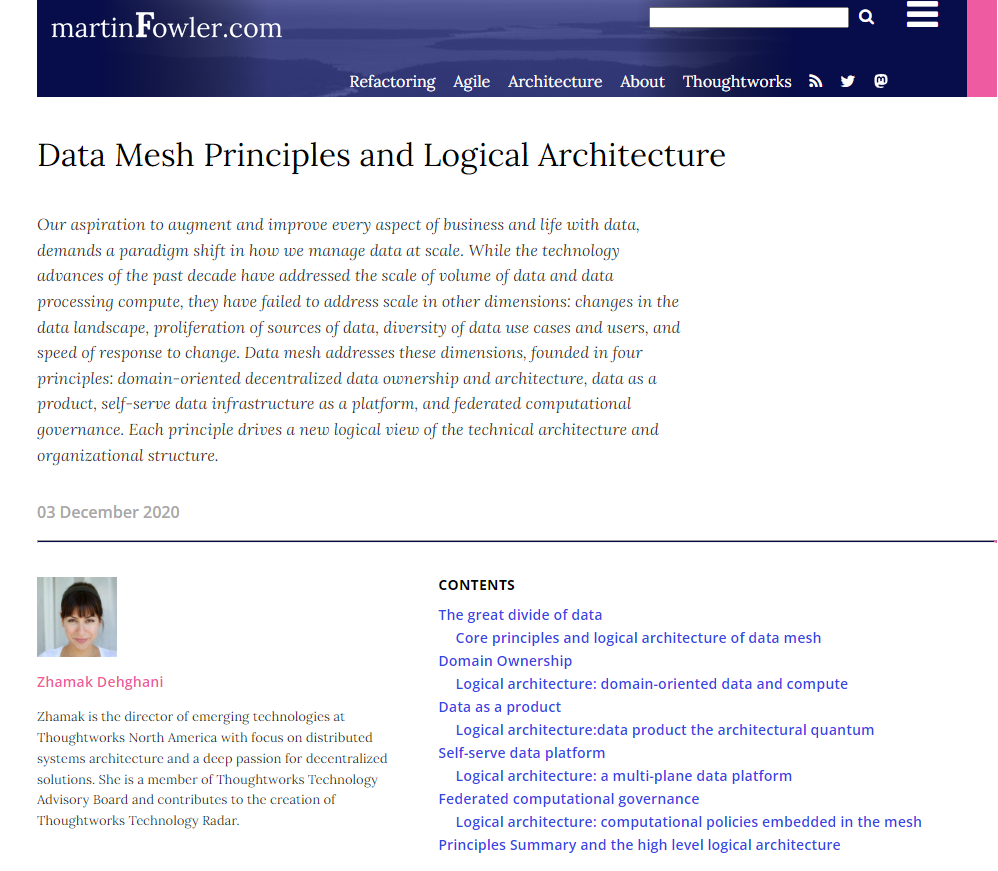 martinFowler.com
Refactoring Agile Architecture About Thoughtworks
Data Mesh Principles and Logical Architecture
Our aspiration to augment and improve every aspect of business and life with data,
demands a paradigm shift in how we manage data at scale. While the technology
advances of the past decade have addressed the scale of volume of data and data
processing compute, they have failed to address scale in other dimensions: changes in the
data landscape, proliferation of sources of data, diversity of data use cases and users, and
speed of response to change. Data mesh addresses these dimensions, founded in four
principles: domain-oriented decentralized data ownership and architecture, data as a
product, self-serve data infrastructure as a platform, and federated computational
governance. Each principle drives a new logical view of the technical architecture and
organizational structure.
03 December 2020
Zhamak Dehghani
Zhamak is the director of emerging technologies at
Thoughtworks North America with focus on distributed
systems architecture and a deep passion for decentralized
solutions. She is a member of Thoughtworks Technology
Advisory Board and contributes to the creation of
Thoughtworks Technology Radar.
CONTENTS
The great divide of data
Core principles and logical architecture of data mesh
Domain Ownership
Logical architecture: domain-oriented data and compute
Data as a product
Logical architecture:data product the architectural quantum
Self-serve data platform
Logical architecture: a multi-plane data platform
Federated computational governance
Logical architecture: computational policies embedded in the mesh
Principles Summary and the high level logical architecture